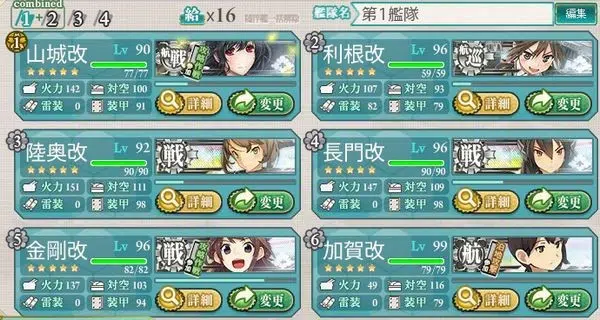 combined
1+2 3 4
給 ×16
艦隊名
第1艦隊
編集
1
山城改 Lv 90
77/77
火力 142 対空 100
雷装 0 装甲 91
航戦
詳細 変更
2
利根改 Lv 96
59/59
火力 107 対空 93
雷装 82 装甲 79
航巡
詳細 変更
3
陸奥改 Lv 92
90/90
火力 151 対空 111
雷装 0 装甲 98
戦
詳細 変更
4
長門改 Lv 96
90/90
火力 147 対空 109
雷装 0 装甲 98
戦
詳細 変更
5
金剛改 Lv 96
82/82
火力 137 対空 103
雷装 0 装甲 94
戦
詳細 変更
6
加賀改 Lv 99
79/79
火力 49 対空 116
雷装 0 装甲 79
航
詳細 変更